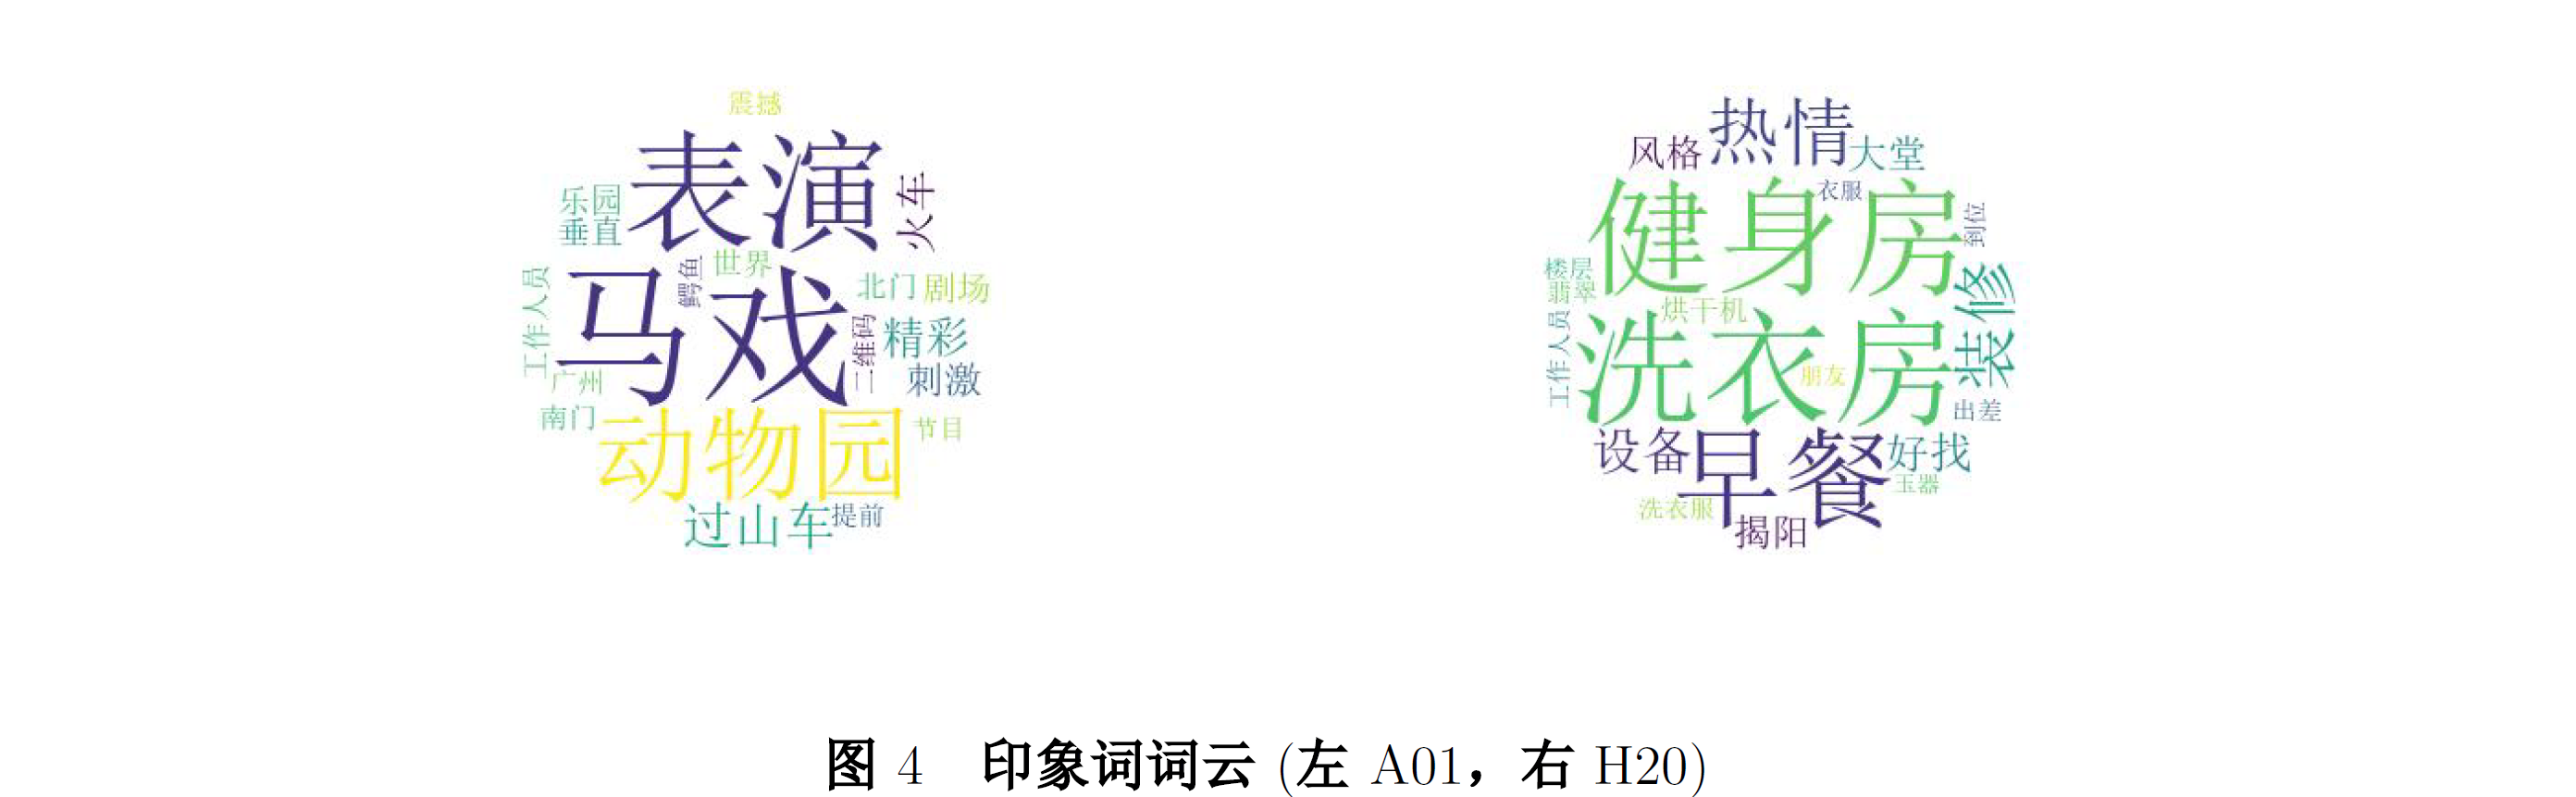 震撼
表演
乐园
垂直
火车
世界
鳄鱼
马戏
北门
剧场
工作人员
二维码
精彩
刺激
广州
南门
动物园
节目
过山车
提前
热情
风格
大堂
衣服
健身房
到位
楼层
翡翠
烘干机
装修
工作人员
洗衣房
朋友
出差
设备
早餐
好找
玉器
洗衣服
揭阳
图 4 印象词词云 (左 A01，右 H20)